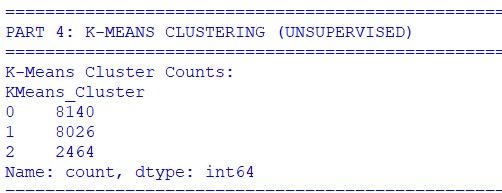 ==================================================
PART 4: K-MEANS CLUSTERING (UNSUPERVISED)
==================================================
K-Means Cluster Counts:
KMeans_Cluster
0    8140
1    8026
2    2464
Name: count, dtype: int64
==================================================